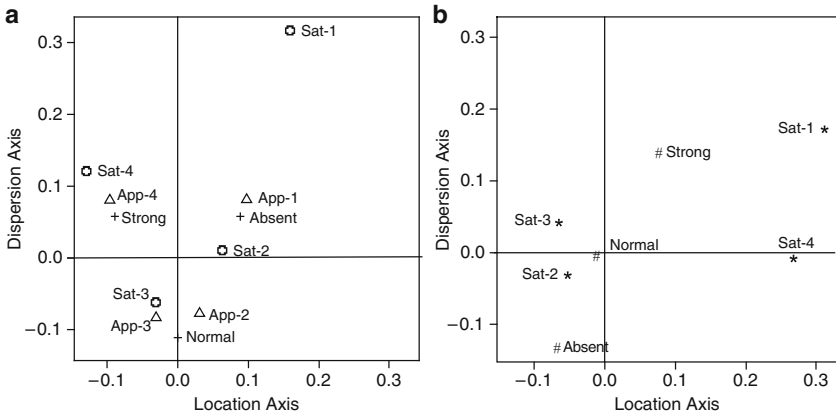 a
Dispersion Axis
0.3
0.2
0.1
0.0
−0.1
Sat-1
Sat-4
App-4
Strong
App-1
Absent
Sat-2
Sat-3
App-3
App-2
Normal
−0.1 0.0 0.1 0.2 0.3
Location Axis
b
Dispersion Axis
0.3
0.2
0.1
0.0
−0.1
Sat-1
# Strong
Sat-3
Normal
#
Sat-4
Sat-2
# Absent
−0.1 0.0 0.1 0.2 0.3
Location Axis